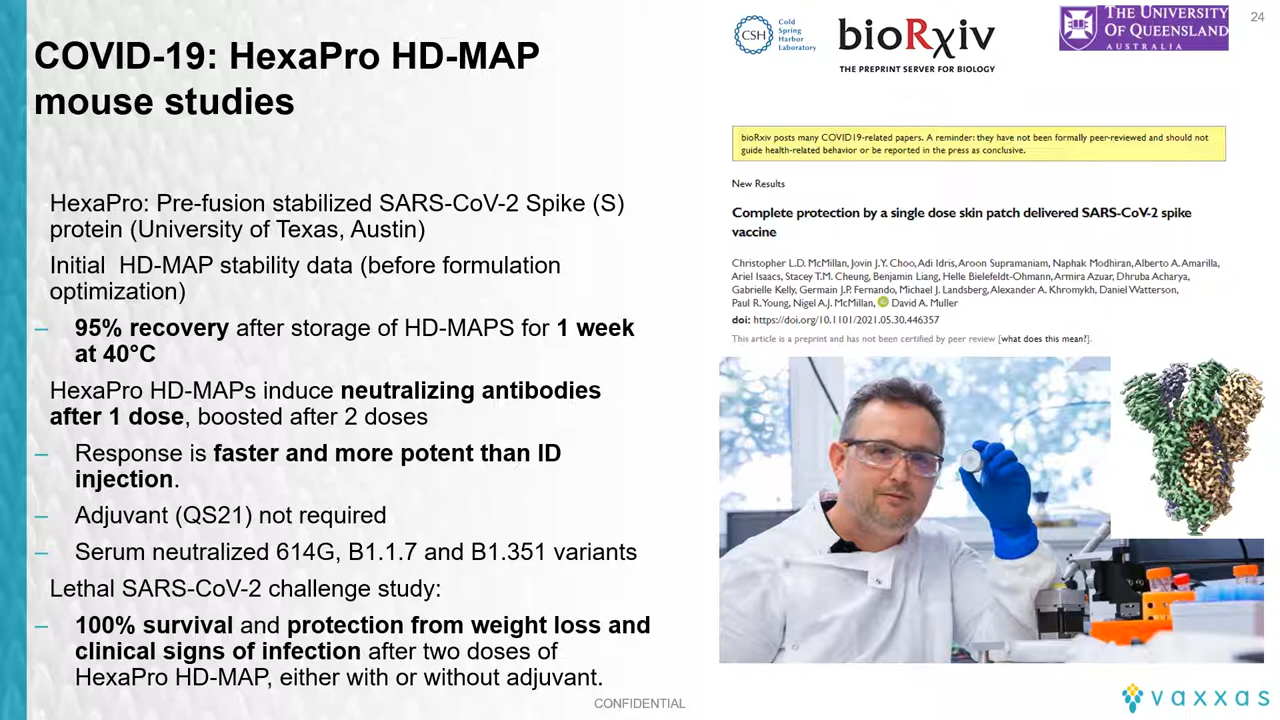 24
COVID-19: HexaPro HD-MAP
mouse studies
HexaPro: Pre-fusion stabilized SARS-CoV-2 Spike (S)
protein (University of Texas, Austin)
Initial HD-MAP stability data (before formulation
optimization)
– 95% recovery after storage of HD-MAPS for 1 week
at 40°C
HexaPro HD-MAPs induce neutralizing antibodies
after 1 dose, boosted after 2 doses
– Response is faster and more potent than ID
injection.
– Adjuvant (QS21) not required
– Serum neutralized 614G, B1.1.7 and B1.351 variants
Lethal SARS-CoV-2 challenge study:
– 100% survival and protection from weight loss and
clinical signs of infection after two doses of
HexaPro HD-MAP, either with or without adjuvant.
CSH
Cold
Spring
Harbor
Laboratory
bioRχiv
THE PREPRINT SERVER FOR BIOLOGY
THE UNIVERSITY
OF QUEENSLAND
AUSTRALIA
bioRxiv posts many COVID19-related papers. A reminder: they have not been formally peer-reviewed and should not
guide health-related behavior or be reported in the press as conclusive.
New Results
Complete protection by a single dose skin patch delivered SARS-CoV-2 spike
vaccine
Christopher L.D. McMillan, Jovin J.Y. Choo, Adi Idris, Aroon Supramaniam, Naphak Modhiran, Alberto A. Amarilla,
Ariel Isaacs, Stacey T.M. Cheung, Benjamin Liang, Helle Bielefeldt-Ohmann, Armira Azuar, Dhruba Acharya,
Gabrielle Kelly, Germain J.P. Fernando, Michael J. Landsberg, Alexander A. Khromykh, Daniel Watterson,
Paul R. Young, Nigel A.J. McMillan, iD David A. Muller
doi: https://doi.org/10.1101/2021.05.30.446357
This article is a preprint and has not been certified by peer review [what does this mean?].
CONFIDENTIAL
vaxxas